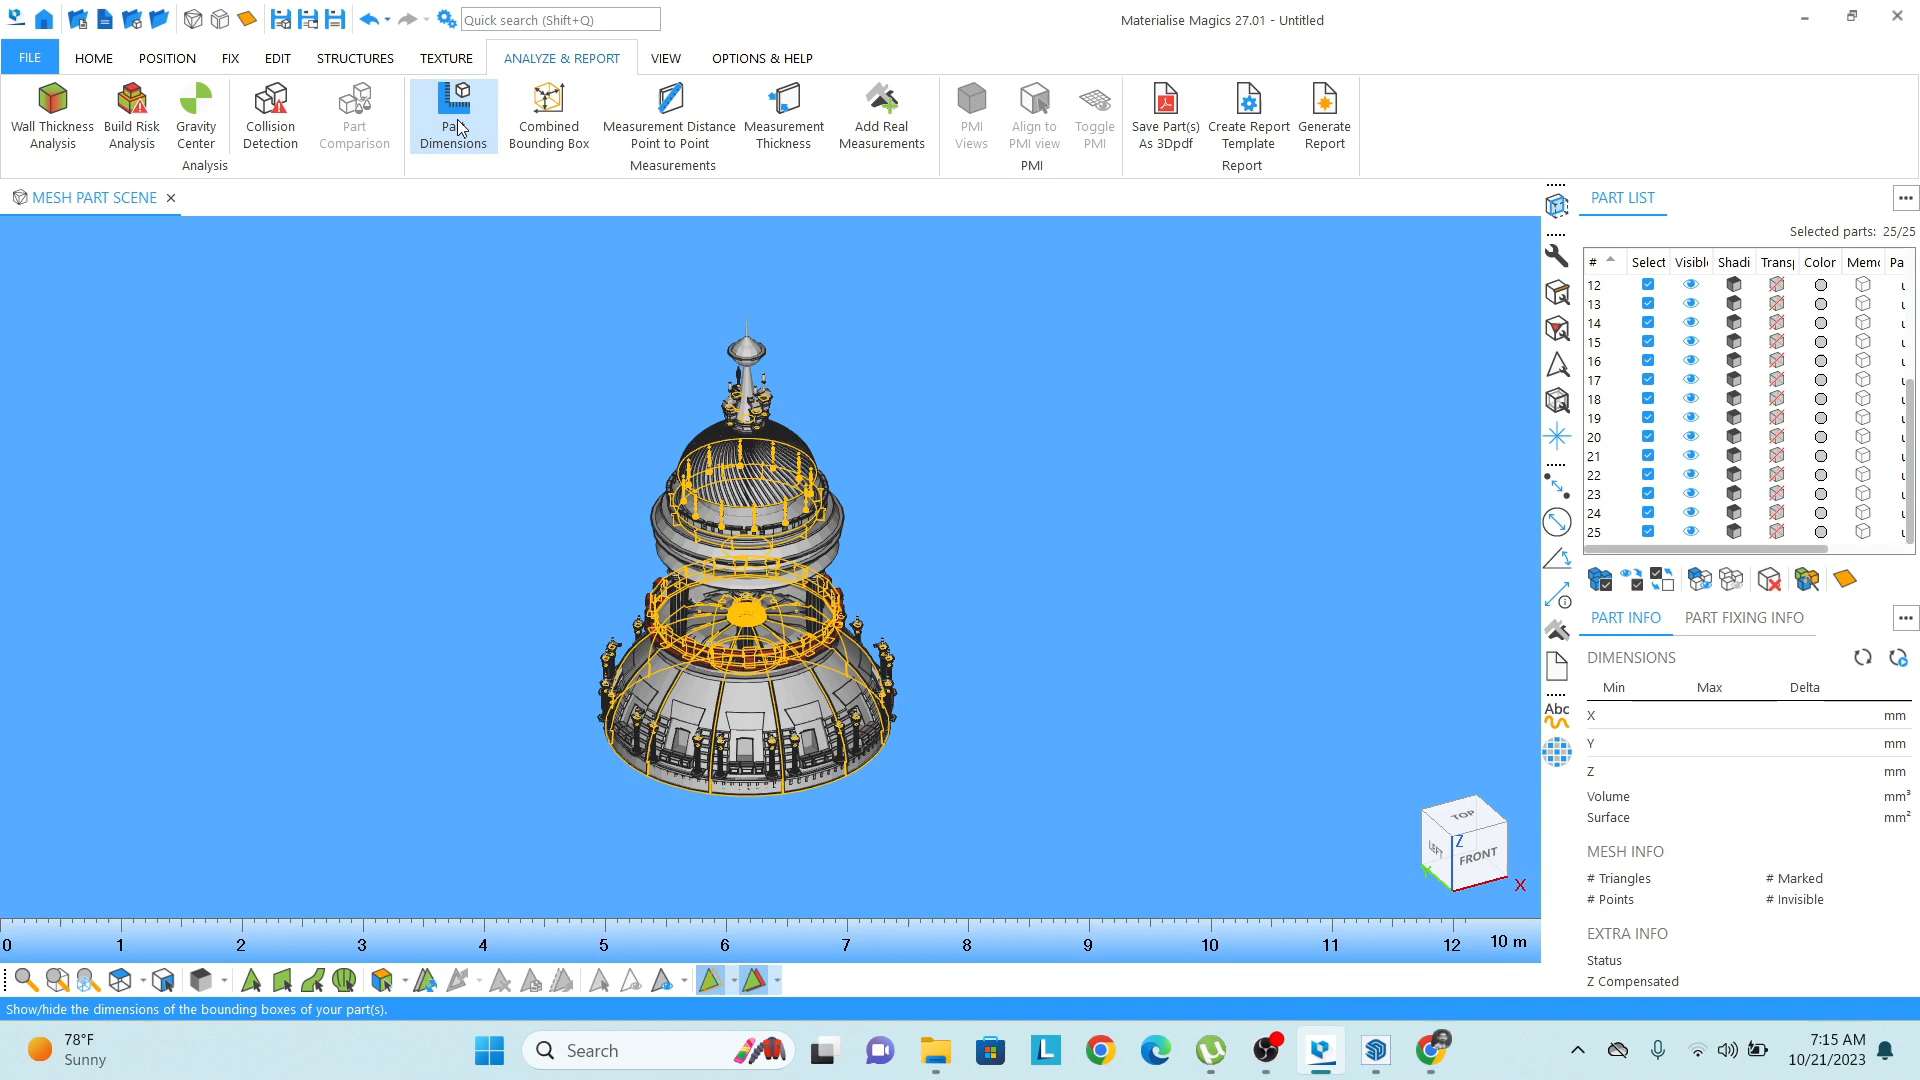 Quick search (Shift+Q)
Materialise Magics 27.01 - Untitled
FILE
HOME
POSITION
FIX
EDIT
STRUCTURES
TEXTURE
ANALYZE & REPORT
VIEW
OPTIONS & HELP
Wall Thickness
Analysis
Build Risk
Analysis
Gravity
Center
Collision
Detection
Part
Comparison
Dimensions
Combined
Bounding Box
Measurement Distance
Point to Point
Measurement
Thickness
Add Real
Measurements
PMI
Views
Align to
PMI view
Toggle
PMI
Save Part(s)
As 3Dpdf
Create Report
Template
Generate
Report
Analysis
Measurements
PMI
Report
MESH PART SCENE
PART LIST
Selected parts: 25/25
# Select Visibl Shadi Trans Color Mem Pa
12
13
14
15
16
17
18
19
20
21
22
23
24
25
PART INFO
PART FIXING INFO
DIMENSIONS
Min Max Delta
X mm
Y mm
Z mm
Volume mm³
Surface mm²
MESH INFO
# Triangles # Marked
# Points # Invisible
EXTRA INFO
Status
Z Compensated
Abc
TOP
LEFT
FRONT
Z
Y
X
0 1 2 3 4 5 6 7 8 9 10 11 12 10 m
Show/hide the dimensions of the bounding boxes of your part(s).
78°F
Sunny
Search
L
7:15 AM
10/21/2023